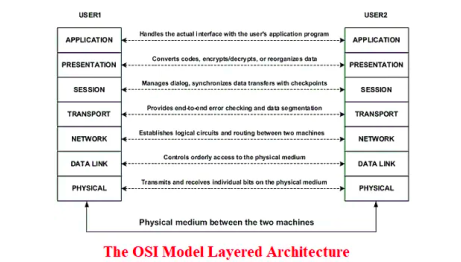 USER1 USER2
APPLICATION Handles the actual interface with the user's application program APPLICATION
PRESENTATION Converts codes, encrypts/decrypts, or reorganizes data PRESENTATION
SESSION Manages dialog, synchronizes data transfers with checkpoints SESSION
TRANSPORT Provides end-to-end error checking and data segmentation TRANSPORT
NETWORK Establishes logical circuits and routing between two machines NETWORK
DATA LINK Controls orderly access to the physical medium DATA LINK
PHYSICAL Transmits and receives individual bits on the physical medium PHYSICAL
Physical medium between the two machines
The OSI Model Layered Architecture